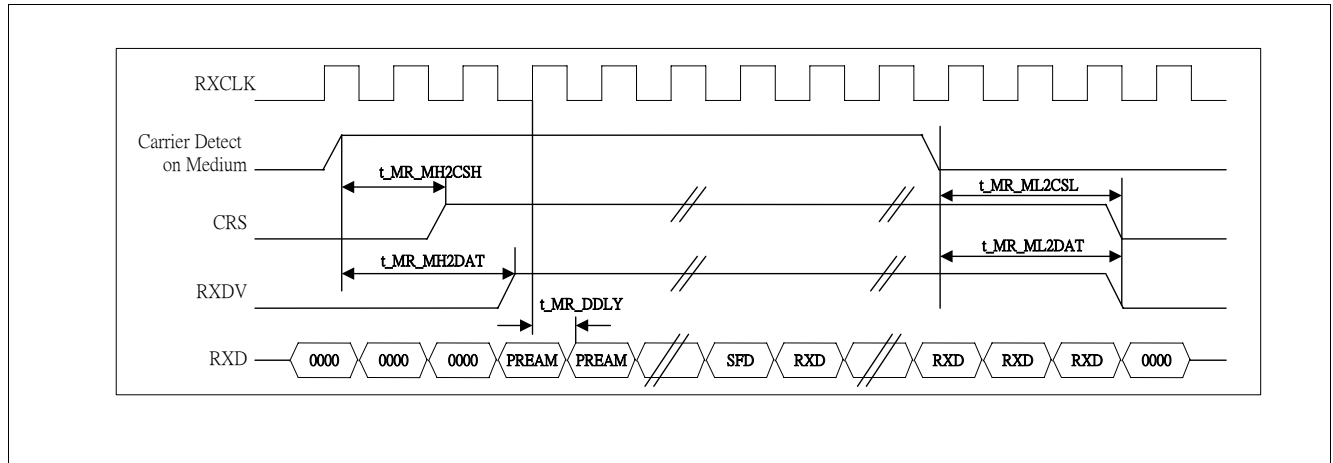 RXCLK
Carrier Detect
on Medium
t_MR_MH2CSH
t_MR_ML2CSL
CRS
t_MR_MH2DAT
t_MR_ML2DAT
RXDV
t_MR_DDLY
RXD 0000 0000 0000 PREAM PREAM SFD RXD RXD RXD RXD 0000